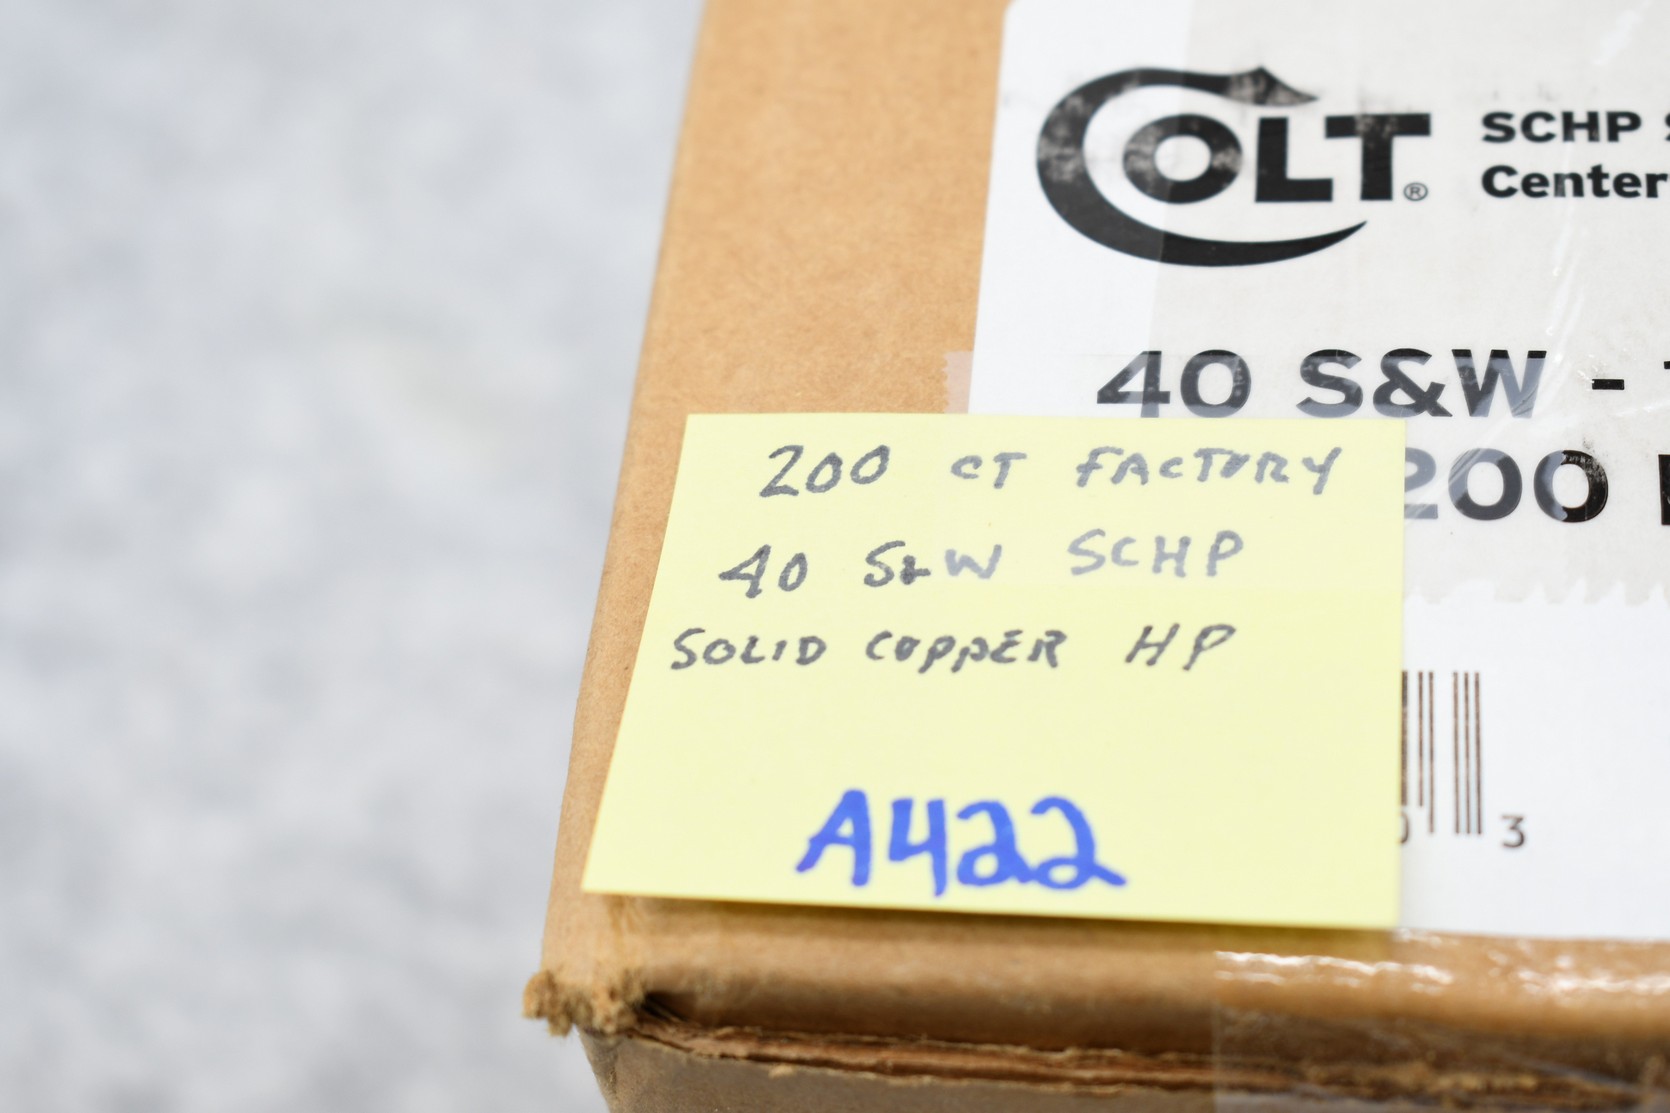 COLT®
SCHP
Center
40 S&W -
200
200 CT FACTORY
40 S&W SCHP
SOLID COPPER HP
A422
3